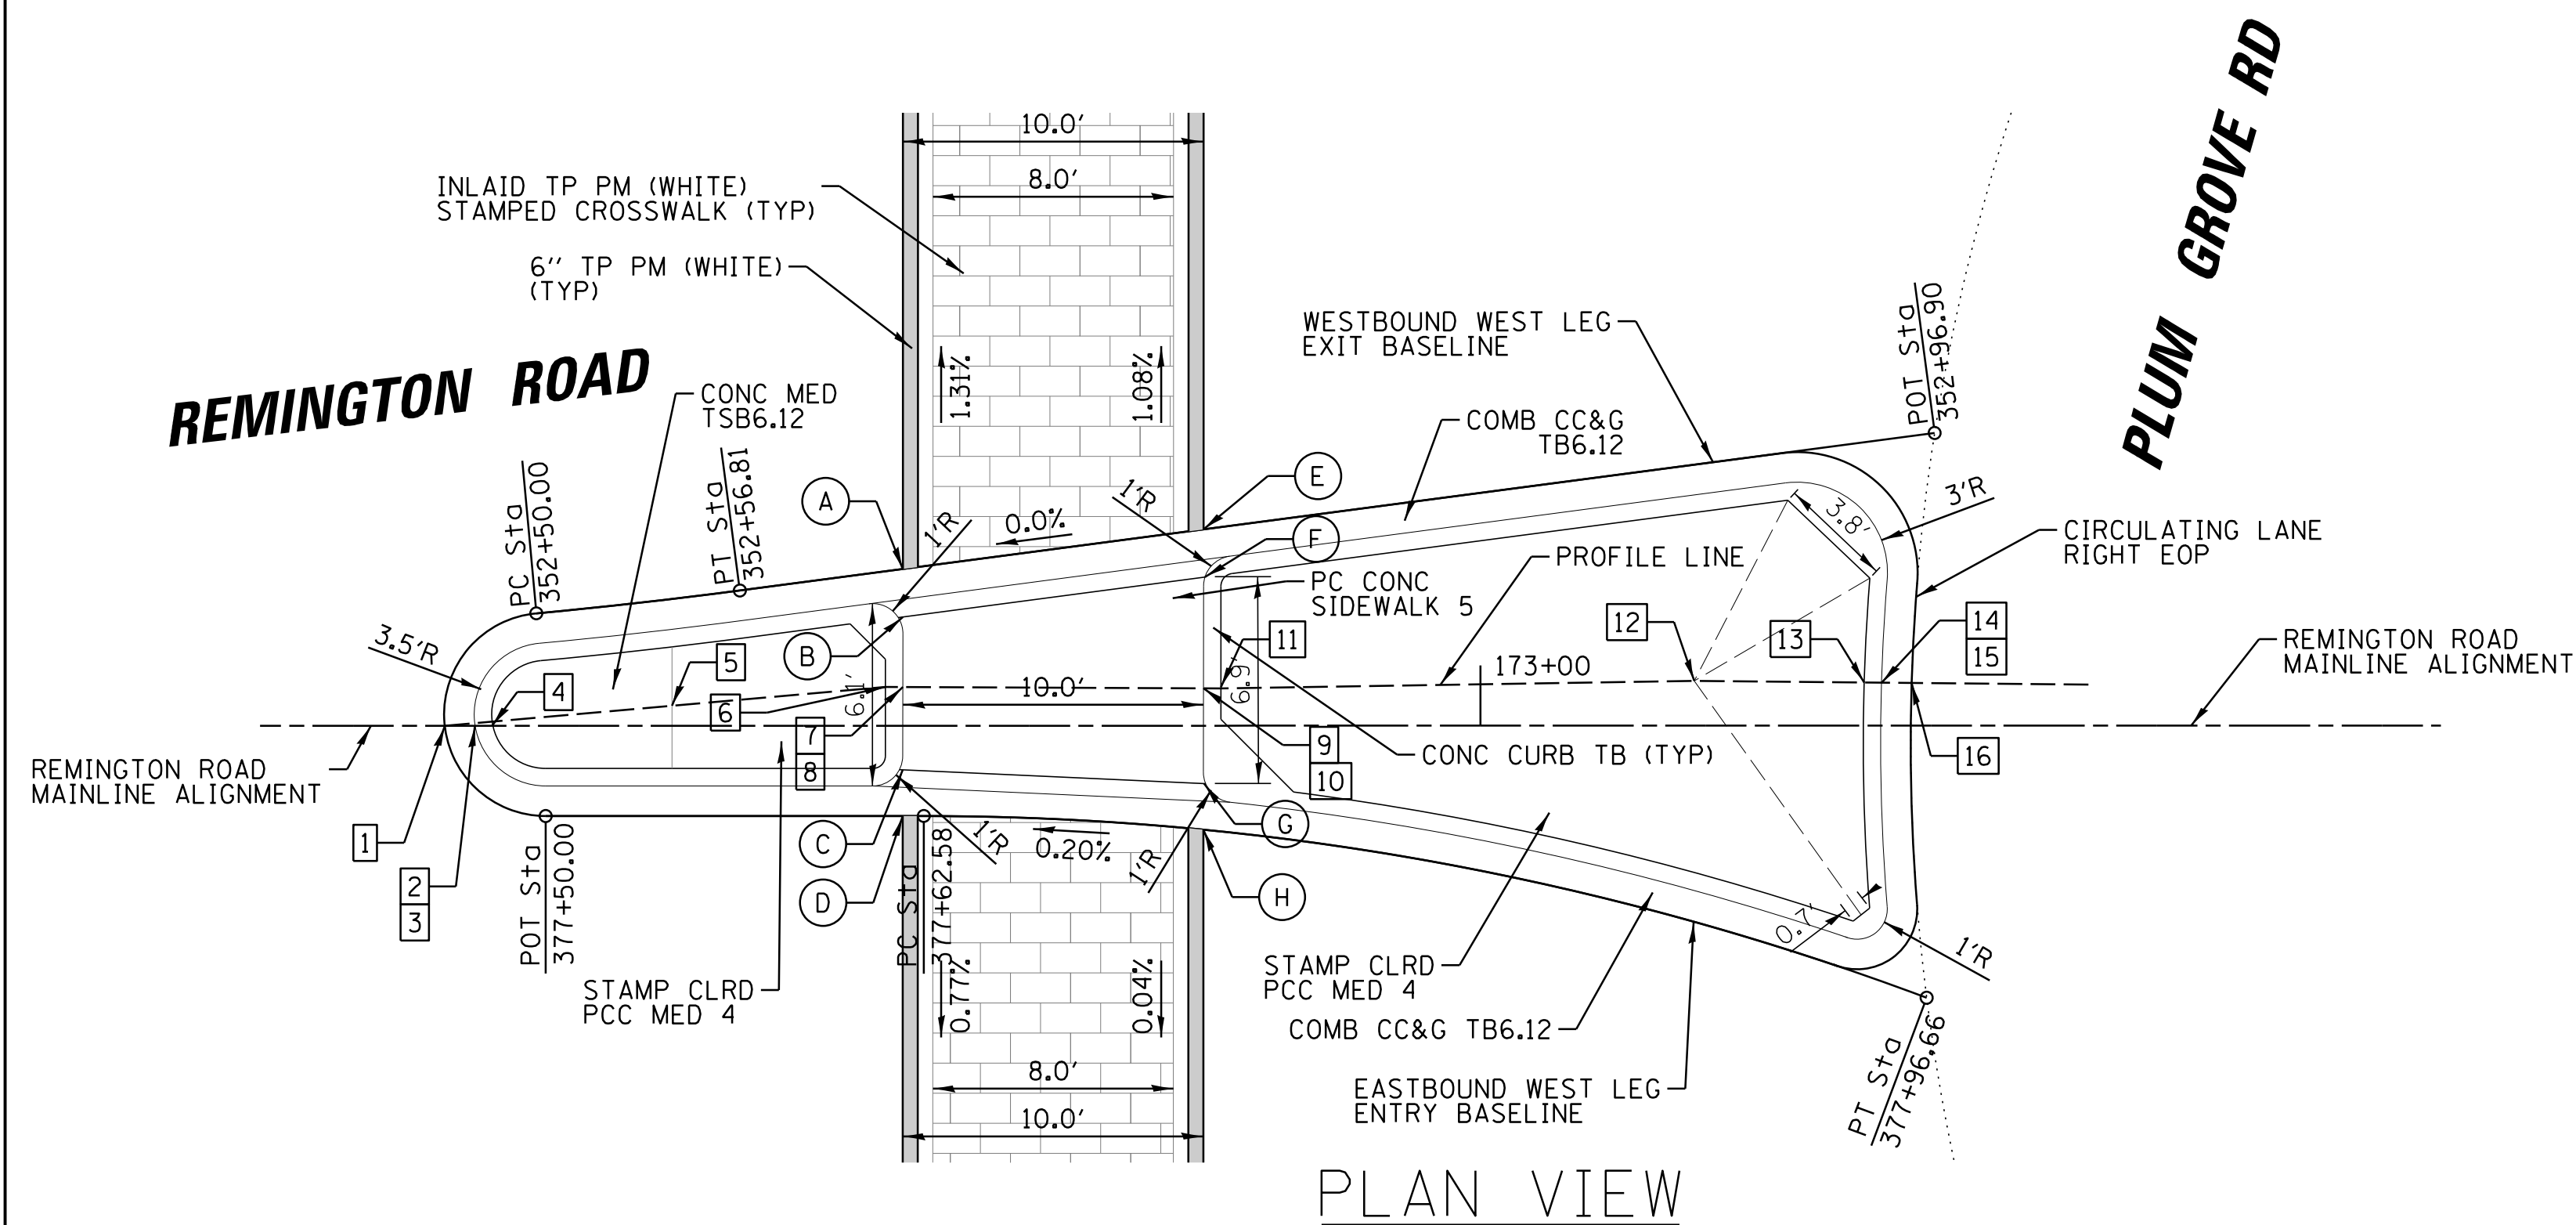 PLUM GROVE RD
10.0'
8.0'
INLAID TP PM (WHITE)
STAMPED CROSSWALK (TYP)
6'' TP PM (WHITE)
(TYP)
REMINGTON ROAD
1.31%
1.08%
WESTBOUND WEST LEG
EXIT BASELINE
POT Sta
352+96.90
CONC MED
TSB6.12
COMB CC&G
TB6.12
PC Sta
352+50.00
PT Sta
352+56.81
A
E
1'R
1'R
0.0%
F
3.8'
3'R
CIRCULATING LANE
RIGHT EOP
PROFILE LINE
PC CONC
SIDEWALK 5
3.5'R
B
4
5
6
6.1'
10.0'
6.9'
11
173+00
12
13
14
15
REMINGTON ROAD
MAINLINE ALIGNMENT
7
8
9
10
CONC CURB TB (TYP)
16
REMINGTON ROAD
MAINLINE ALIGNMENT
1
2
3
POT Sta
377+50.00
C
D
1'R
PC Sta
377+62.58
0.20%
1'R
G
H
0.77%
0.04%
0.7'
1'R
STAMP CLRD
PCC MED 4
STAMP CLRD
PCC MED 4
COMB CC&G TB6.12
8.0'
10.0'
EASTBOUND WEST LEG
ENTRY BASELINE
PT Sta
377+96.66
PLAN VIEW